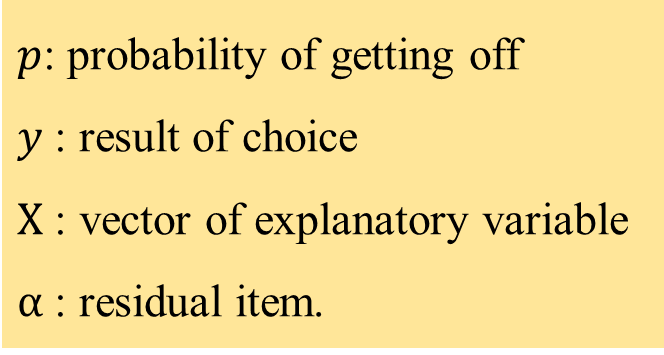 p: probability of getting off
y : result of choice
X : vector of explanatory variable
α : residual item.